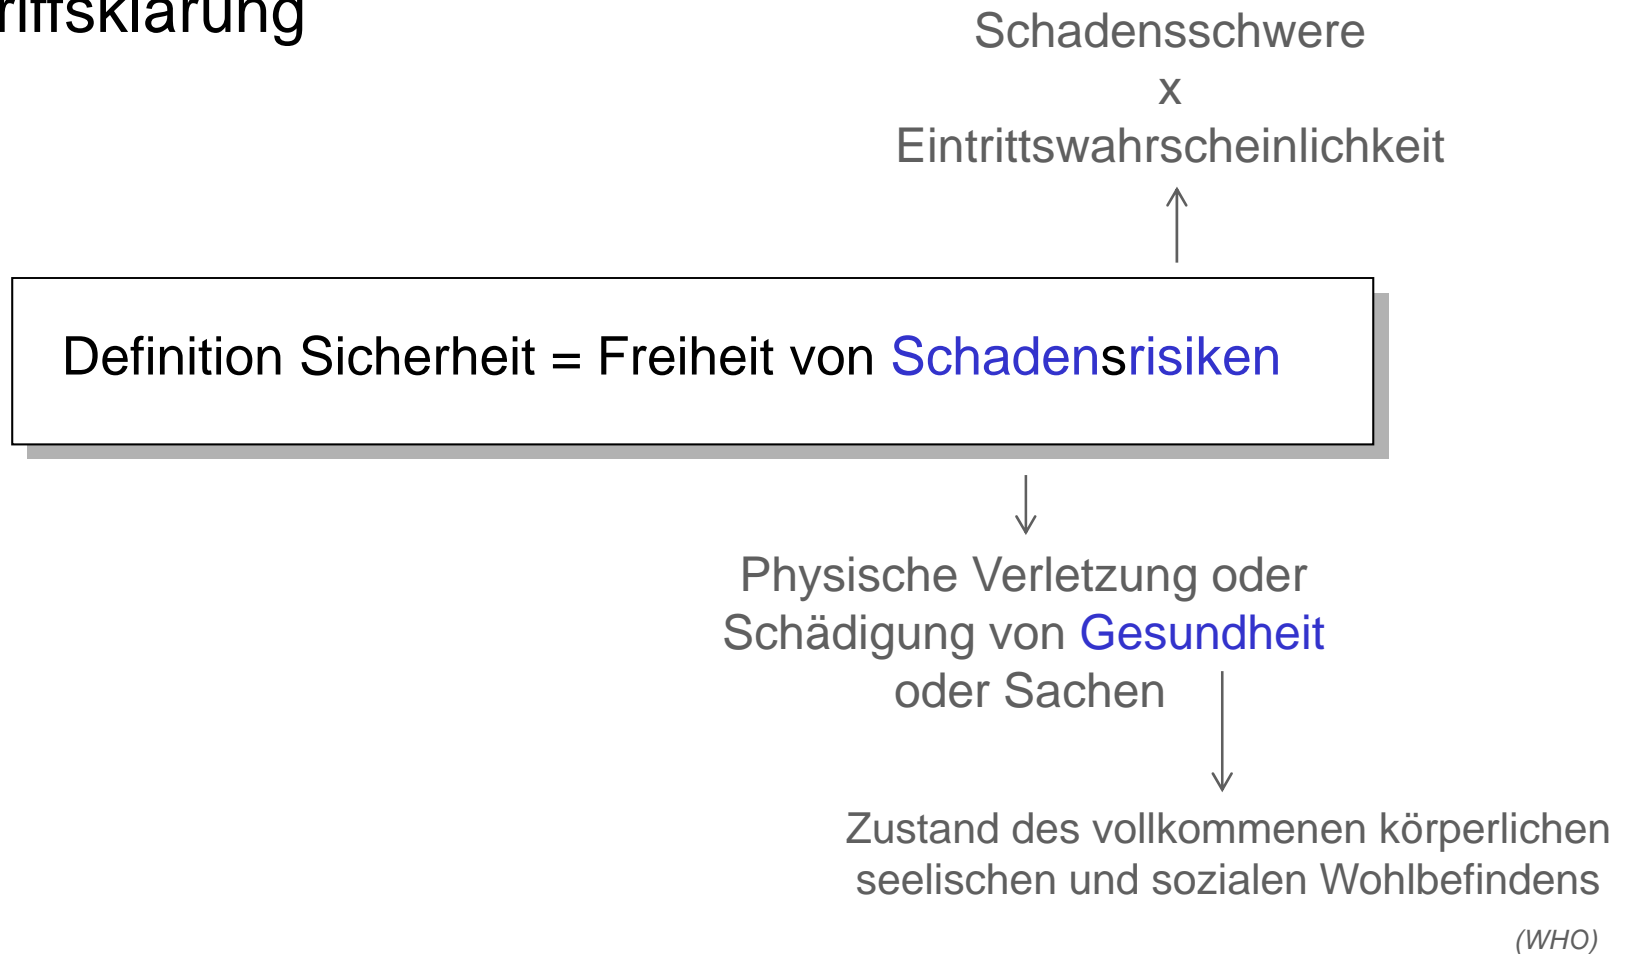 riffsklärung
Schadensschwere
x
Eintrittswahrscheinlichkeit
Definition Sicherheit = Freiheit von Schadensrisiken
Physische Verletzung oder
Schädigung von Gesundheit
oder Sachen
Zustand des vollkommenen körperlichen
seelischen und sozialen Wohlbefindens
(WHO)